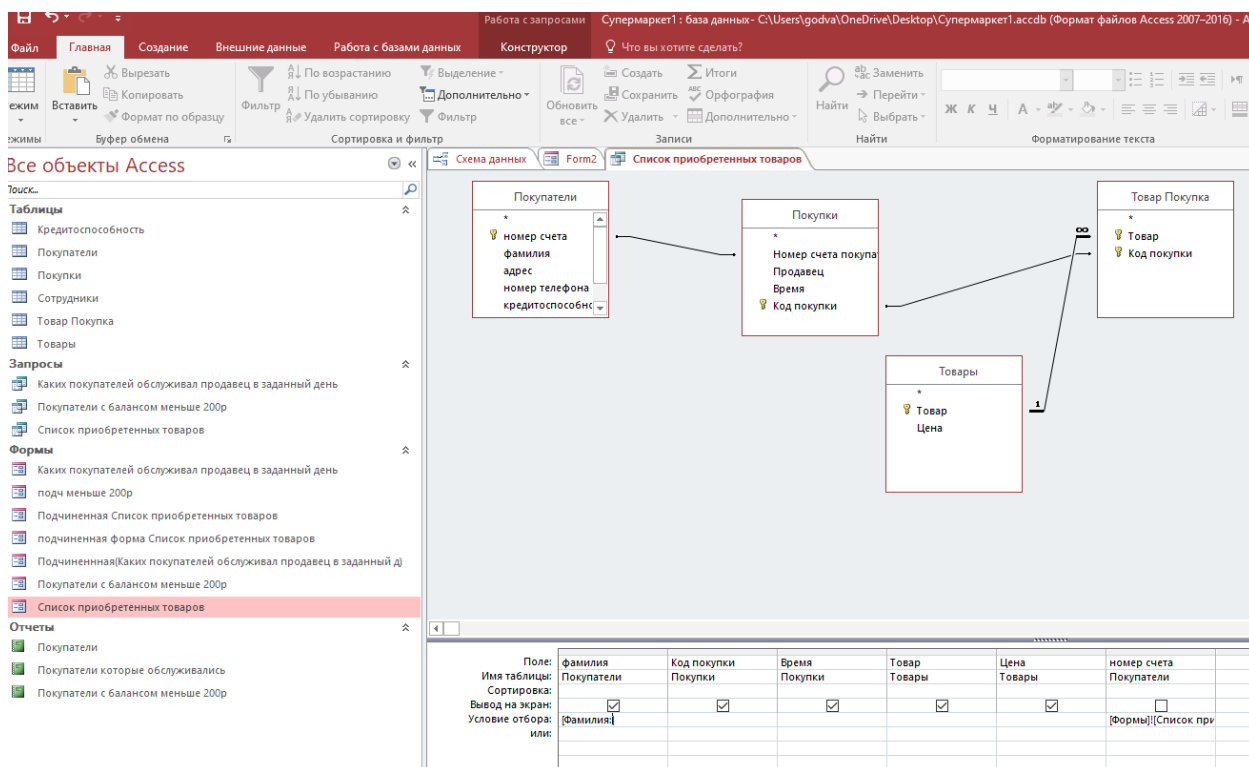 Работа с запросами Супермаркет1 : база данных- C:\Users\godva\OneDrive\Desktop\Супермаркет1.accdb (Формат файлов Access 2007–2016) - A
Файл Главная Создание Внешние данные Работа с базами данных Конструктор Что вы хотите сделать?
ежим
Вставить
Вырезать
Копировать
Формат по образцу
Фильтр
По возрастанию
По убыванию
Удалить сортировку
Выделение
Дополнительно
Фильтр
Обновить все
Создать
Сохранить
Удалить
Итоги
Орфография
Дополнительно
Найти
Заменить
Перейти
Выбрать
Ж К Ч А
ежимы Буфер обмена Сортировка и фильтр Записи Найти Форматирование текста
Все объекты Access
Поиск...
Таблицы
Кредитоспособность
Покупатели
Покупки
Сотрудники
Товар Покупка
Товары
Запросы
Каких покупателей обслуживал продавец в заданный день
Покупатели с балансом меньше 200р
Список приобретенных товаров
Формы
Каких покупателей обслуживал продавец в заданный день
подч меньше 200р
Подчиненная Список приобретенных товаров
подчиненная форма Список приобретенных товаров
Подчиненнная(Каких покупателей обслуживал продавец в заданный д)
Покупатели с балансом меньше 200р
Список приобретенных товаров
Отчеты
Покупатели
Покупатели которые обслуживались
Покупатели с балансом меньше 200р
Схема данных Form2 Список приобретенных товаров
Покупатели
*
номер счета
фамилия
адрес
номер телефона
кредитоспособнс
Покупки
*
Номер счета покупа
Продавец
Время
Код покупки
Товар Покупка
*
Товар
Код покупки
∞
1
Товары
*
Товар
Цена
Поле: фамилия Код покупки Время Товар Цена номер счета
Имя таблицы: Покупатели Покупки Покупки Товары Товары Покупатели
Сортировка:
Вывод на экран:
Условие отбора: [Фамилия:] [Формы]![Список при
или: